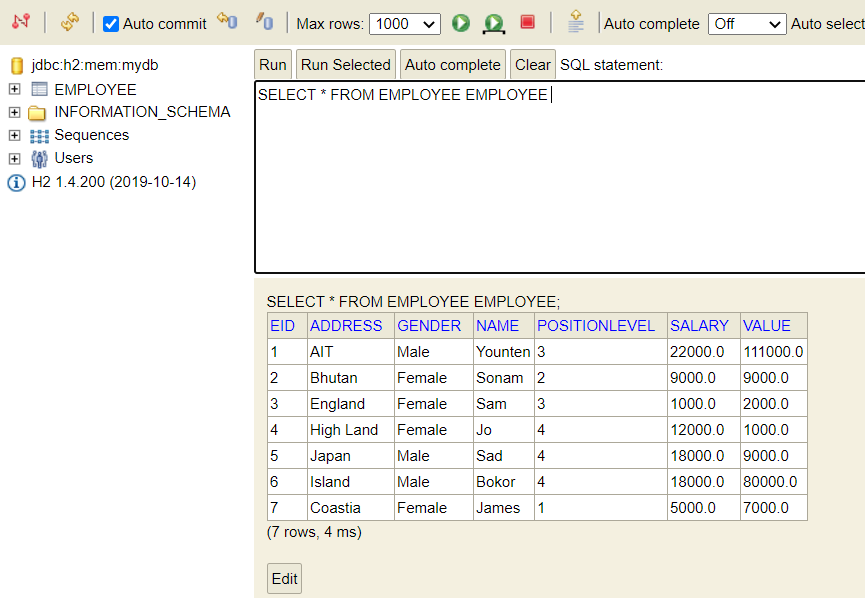 Auto commit Max rows: 1000 Auto complete Off Auto select
jdbc:h2:mem:mydb
EMPLOYEE
INFORMATION_SCHEMA
Sequences
Users
H2 1.4.200 (2019-10-14)
Run Run Selected Auto complete Clear SQL statement:
SELECT * FROM EMPLOYEE EMPLOYEE
SELECT * FROM EMPLOYEE EMPLOYEE;
EID ADDRESS GENDER NAME POSITIONLEVEL SALARY VALUE
1 AIT Male Younten 3 22000.0 111000.0
2 Bhutan Female Sonam 2 9000.0 9000.0
3 England Female Sam 3 1000.0 2000.0
4 High Land Female Jo 4 12000.0 1000.0
5 Japan Male Sad 4 18000.0 9000.0
6 Island Male Bokor 4 18000.0 80000.0
7 Coastia Female James 1 5000.0 7000.0
(7 rows, 4 ms)
Edit